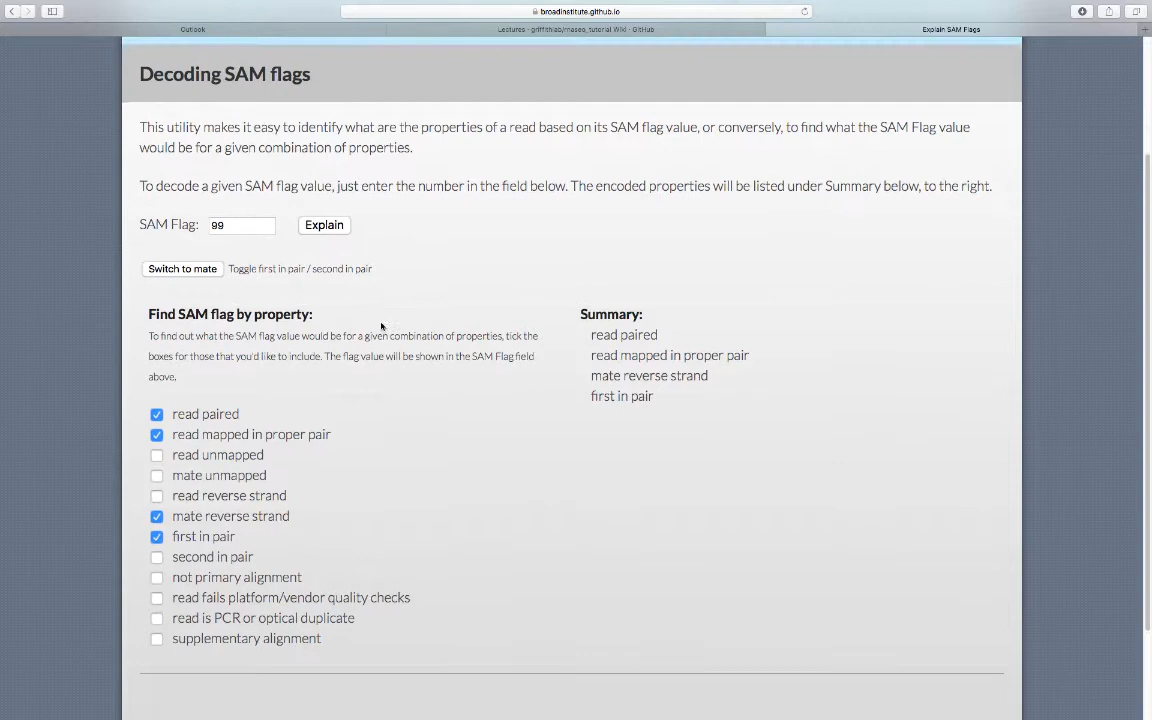 broadinstitute.github.io
Outlook
Lectures · griffithlab/rnaseq_tutorial Wiki · GitHub
Explain SAM Flags
Decoding SAM flags
This utility makes it easy to identify what are the properties of a read based on its SAM flag value, or conversely, to find what the SAM Flag value
would be for a given combination of properties.
To decode a given SAM flag value, just enter the number in the field below. The encoded properties will be listed under Summary below, to the right.
SAM Flag: 99 Explain
Switch to mate Toggle first in pair / second in pair
Find SAM flag by property:
To find out what the SAM flag value would be for a given combination of properties, tick the
boxes for those that you'd like to include. The flag value will be shown in the SAM Flag field
above.
read paired
read mapped in proper pair
read unmapped
mate unmapped
read reverse strand
mate reverse strand
first in pair
second in pair
not primary alignment
read fails platform/vendor quality checks
read is PCR or optical duplicate
supplementary alignment
Summary:
read paired
read mapped in proper pair
mate reverse strand
first in pair